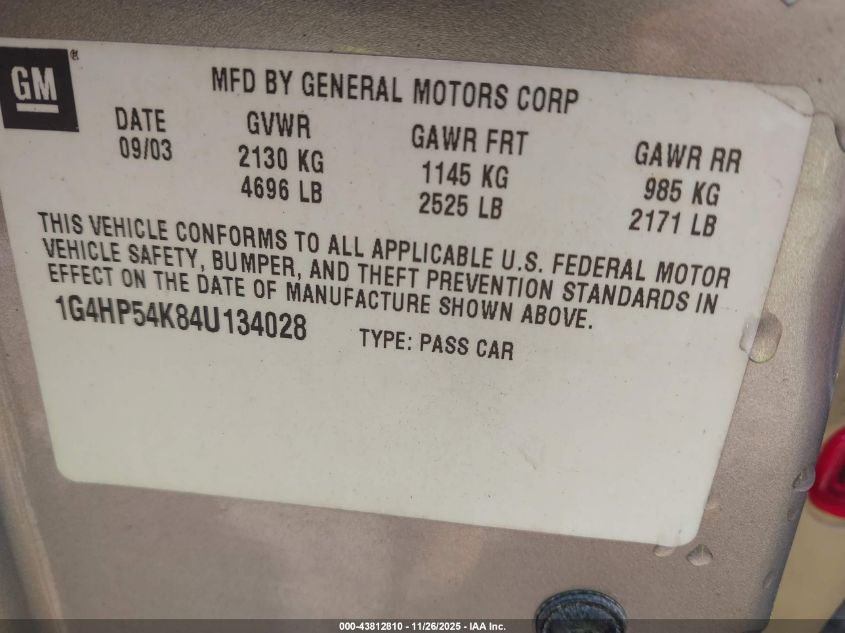 GM®
MFD BY GENERAL MOTORS CORP
DATE GVWR GAWR FRT GAWR RR
09/03 2130 KG 1145 KG 985 KG
4696 LB 2525 LB 2171 LB
THIS VEHICLE CONFORMS TO ALL APPLICABLE U.S. FEDERAL MOTOR
VEHICLE SAFETY, BUMPER, AND THEFT PREVENTION STANDARDS IN
EFFECT ON THE DATE OF MANUFACTURE SHOWN ABOVE.
1G4HP54K84U134028 TYPE: PASS CAR
000-43812810 - 11/26/2025 - IAA Inc.